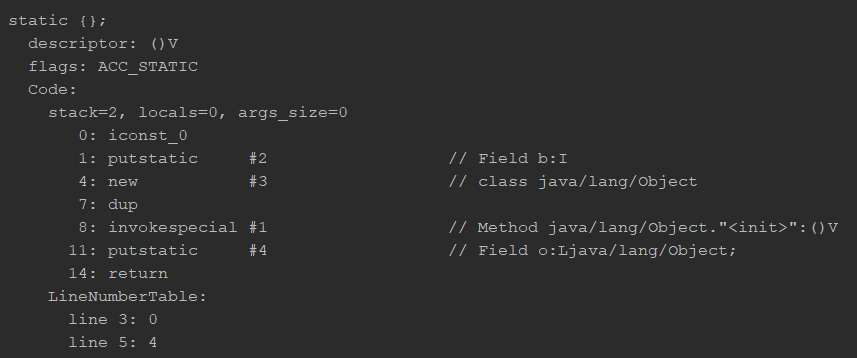 static {};
  descriptor: ()V
  flags: ACC_STATIC
  Code:
    stack=2, locals=0, args_size=0
       0: iconst_0
       1: putstatic     #2                  // Field b:I
       4: new           #3                  // class java/lang/Object
       7: dup
       8: invokespecial #1                  // Method java/lang/Object."<init>":()V
      11: putstatic     #4                  // Field o:Ljava/lang/Object;
      14: return
    LineNumberTable:
      line 3: 0
      line 5: 4